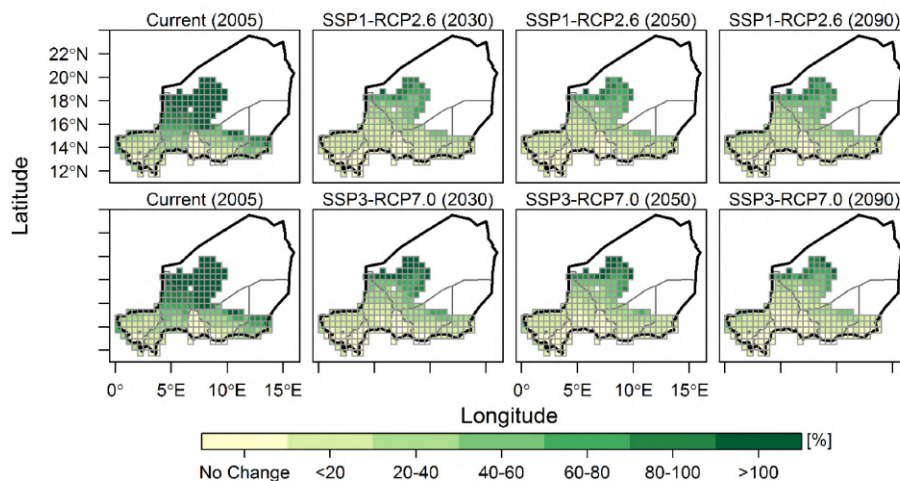 Current (2005) SSP1-RCP2.6 (2030) SSP1-RCP2.6 (2050) SSP1-RCP2.6 (2090)
22°N
20°N
18°N
16°N
14°N
12°N
Latitude
Current (2005) SSP3-RCP7.0 (2030) SSP3-RCP7.0 (2050) SSP3-RCP7.0 (2090)
0° 5°E 10°E 15°E 0° 5°E 10°E 15°E
Longitude
[%]
No Change <20 20-40 40-60 60-80 80-100 >100